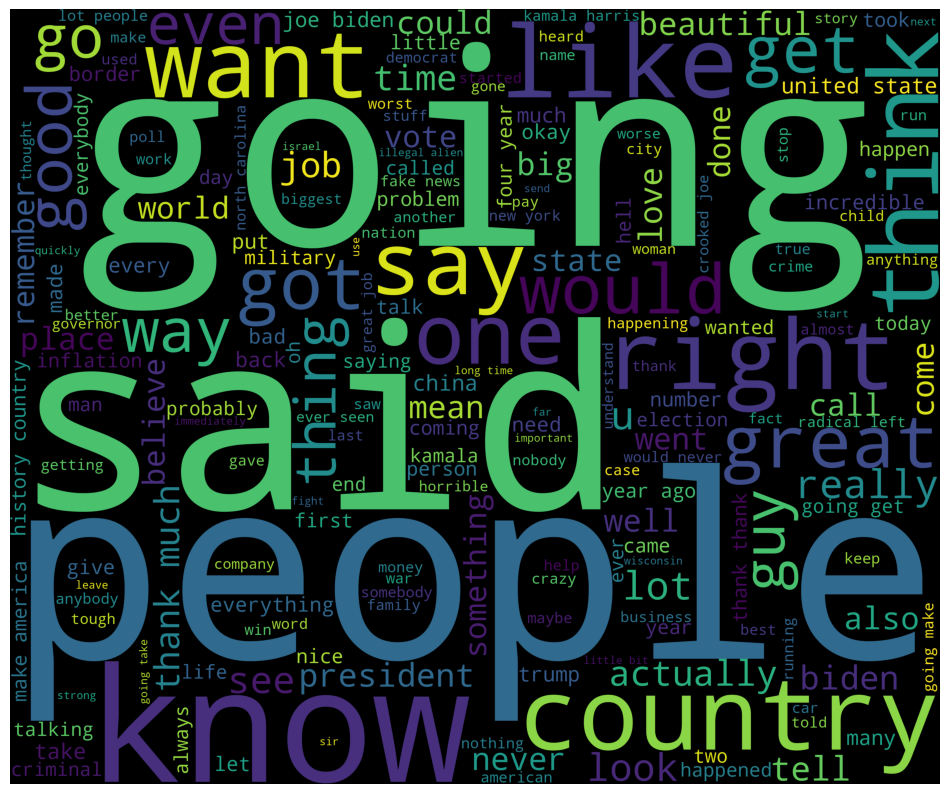 lot people
make
used
even
joe biden
could
kamala harris
beautiful
story
took
next
go
want
little
democrat
time
border
like
heard
name
started
gone
get
united state
think
good
everybody
thought
remember
going
poll
work
israel
job
biggest
north carolina
worst
stuff
vote
illegal alien
called
fake news
problem
another
much
okay
big
four year
pay
new york
hell
worse
city
love
crooked joe
done
stop
run
happen
incredible
child
true
crime
anything
day
world
put
military
use
nation
send
woman
quickly
made
every
got
say
state
would
better
governor
place
way
inflation
bad
back
great job
oh
thing
talk
saying
one
long time
happening
wanted
almost
start
today
right
thank
come
said
man
probably
immediately
believe
getting
gave
ever seen
saw
last
china
mean
coming
need
kamala
person
horrible
end
first
fight
far
important
nobody
understand
u
number
election
went
would never
case
year ago
fact
call
radical left
great
really
going get
history country
people
give
leave
anybody
tough
thank much
company
everything
win
word
money
war
somebody
family
something
well
came
crazy
help
maybe
ever
wisconsin
lot
business
year
thank thank
best
guy
keep
also
running
going make
make america
strong
talking
take
criminal
know
going take
always
see
life
nice
let
sir
president
little bit
trump
actually
biden
country
car
told
many
nothing
never
american
look
two
happened
tell